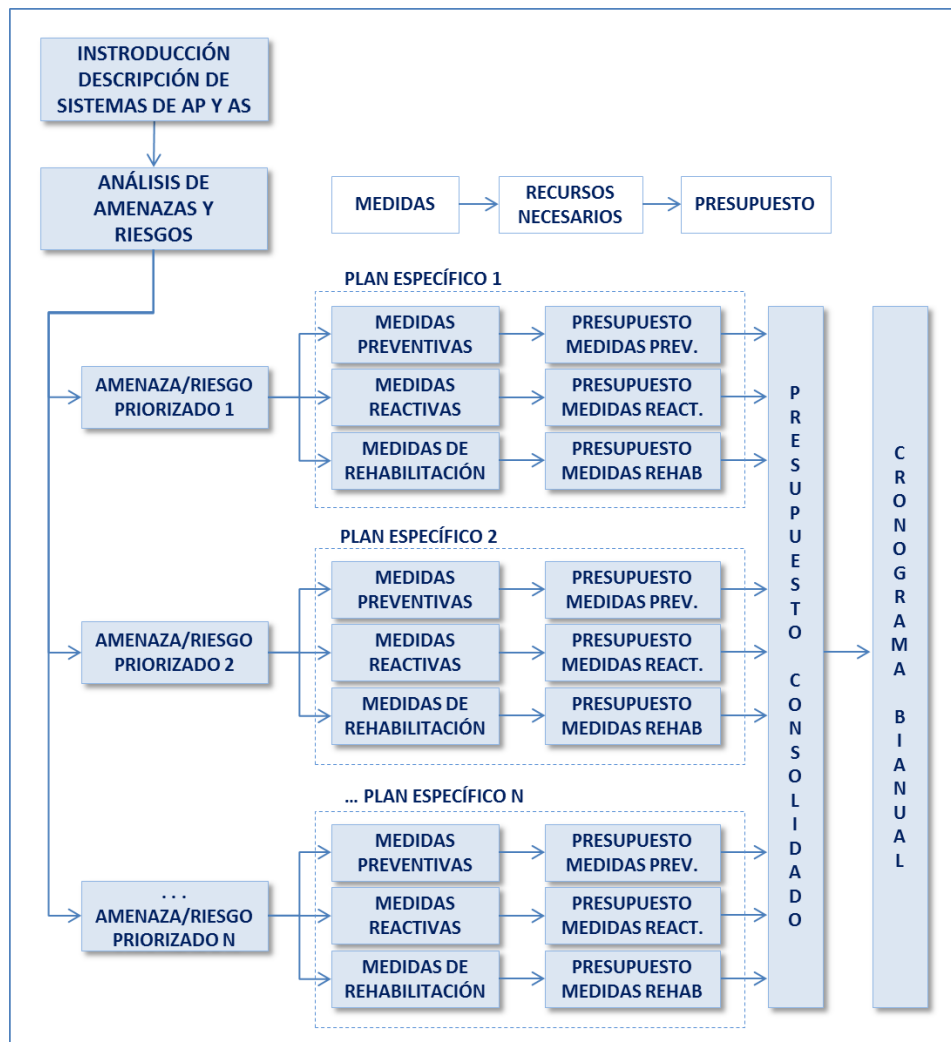 INSTRODUCCIÓN
DESCRIPCIÓN DE
SISTEMAS DE AP Y AS
ANÁLISIS DE
AMENAZAS Y
RIESGOS
MEDIDAS
RECURSOS
NECESARIOS
PRESUPUESTO
PLAN ESPECÍFICO 1
AMENAZA/RIESGO
PRIORIZADO 1
MEDIDAS
PREVENTIVAS
PRESUPUESTO
MEDIDAS PREV.
MEDIDAS
REACTIVAS
PRESUPUESTO
MEDIDAS REACT.
MEDIDAS DE
REHABILITACIÓN
PRESUPUESTO
MEDIDAS REHAB
PLAN ESPECÍFICO 2
AMENAZA/RIESGO
PRIORIZADO 2
MEDIDAS
PREVENTIVAS
PRESUPUESTO
MEDIDAS PREV.
MEDIDAS
REACTIVAS
PRESUPUESTO
MEDIDAS REACT.
MEDIDAS DE
REHABILITACIÓN
PRESUPUESTO
MEDIDAS REHAB
... PLAN ESPECÍFICO N
. . .
AMENAZA/RIESGO
PRIORIZADO N
MEDIDAS
PREVENTIVAS
PRESUPUESTO
MEDIDAS PREV.
MEDIDAS
REACTIVAS
PRESUPUESTO
MEDIDAS REACT.
MEDIDAS DE
REHABILITACIÓN
PRESUPUESTO
MEDIDAS REHAB
PRESUPUESTO CONSOLIDADO
CRONOGRAMA BIANUAL